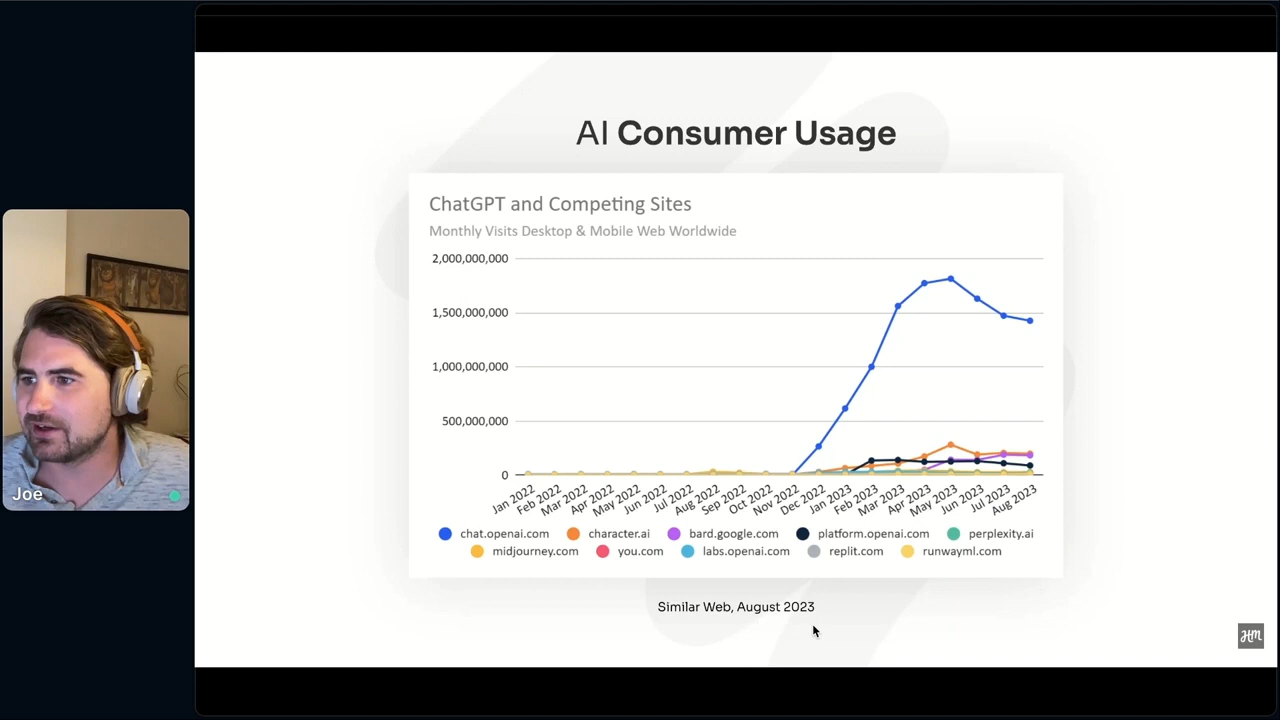 AI Consumer Usage
ChatGPT and Competing Sites
Monthly Visits Desktop & Mobile Web Worldwide
2,000,000,000
1,500,000,000
1,000,000,000
500,000,000
0
Jan 2022 Feb 2022 Mar 2022 Apr 2022 May 2022 Jun 2022 Jul 2022 Aug 2022 Sep 2022 Oct 2022 Nov 2022 Dec 2022 Jan 2023 Feb 2023 Mar 2023 Apr 2023 May 2023 Jun 2023 Jul 2023 Aug 2023
chat.openai.com character.ai bard.google.com platform.openai.com perplexity.ai
midjourney.com you.com labs.openai.com replit.com runwayml.com
Similar Web, August 2023
Joe
HM